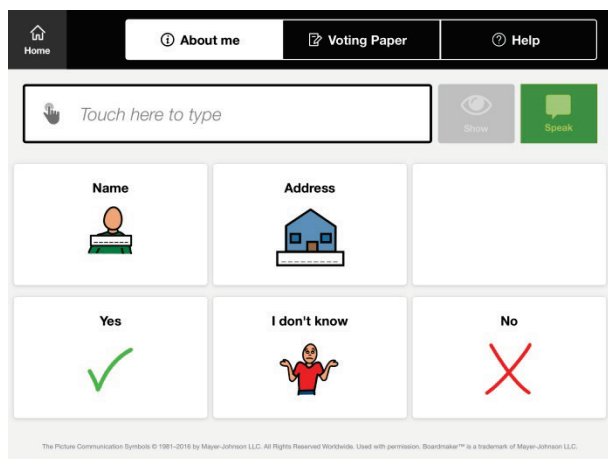 Home
About me
Voting Paper
Help
Touch here to type
Show
Speak
Name
Address
Yes
I don't know
No
The Picture Communication Symbols © 1981–2016 by Mayer-Johnson LLC. All Rights Reserved Worldwide. Used with permission. Boardmaker™ is a trademark of Mayer-Johnson LLC.